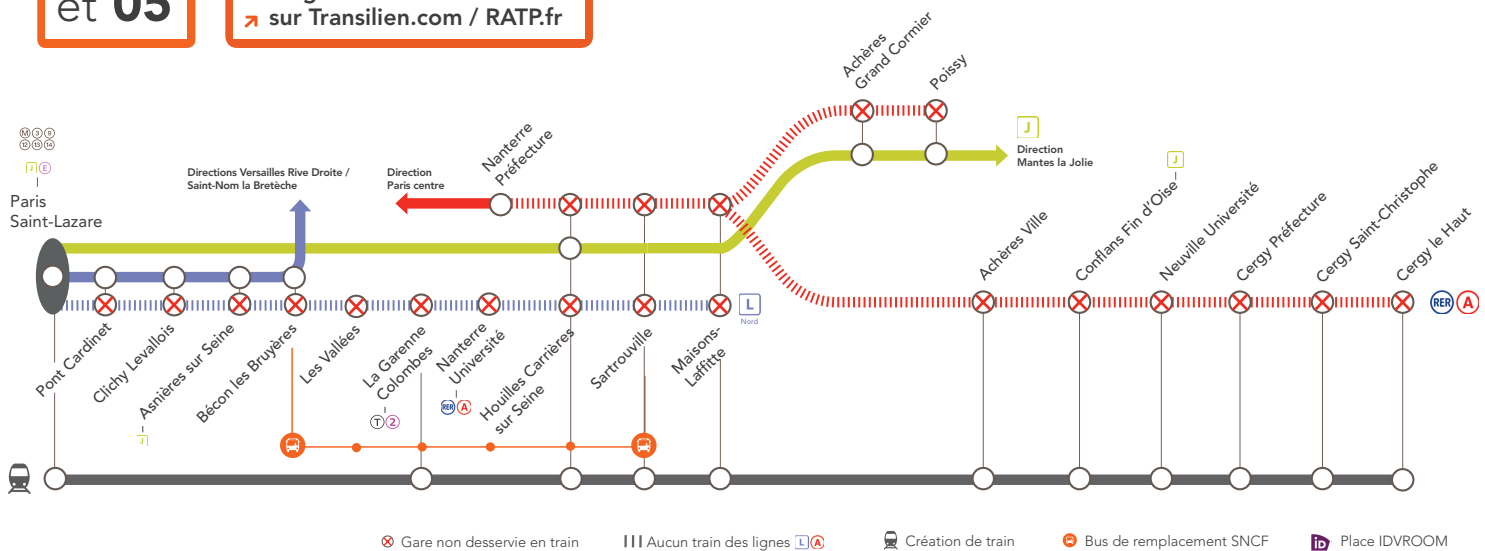 et 05
sur Transilien.com / RATP.fr
M 3 9
12 13 14
J E
Paris
Saint-Lazare
Directions Versailles Rive Droite /
Saint-Nom la Bretèche
Direction
Paris centre
Nanterre
Préfecture
Achères
Grand Cormier
Poissy
J
Direction
Mantes la Jolie
J
Achères Ville
Conflans Fin d'Oise
Neuville Université
Cergy Préfecture
Cergy Saint-Christophe
Cergy le Haut
RER A
L
Nord
Pont Cardinet
Clichy Levallois
Asnières sur Seine
J
Bécon les Bruyères
Les Vallées
La Garenne
Colombes
T 2
Nanterre
Université
RER A
Houilles Carrières
sur Seine
Sartrouville
Maisons-
Laffitte
Gare non desservie en train
Aucun train des lignes L A
Création de train
Bus de remplacement SNCF
iD Place IDVROOM